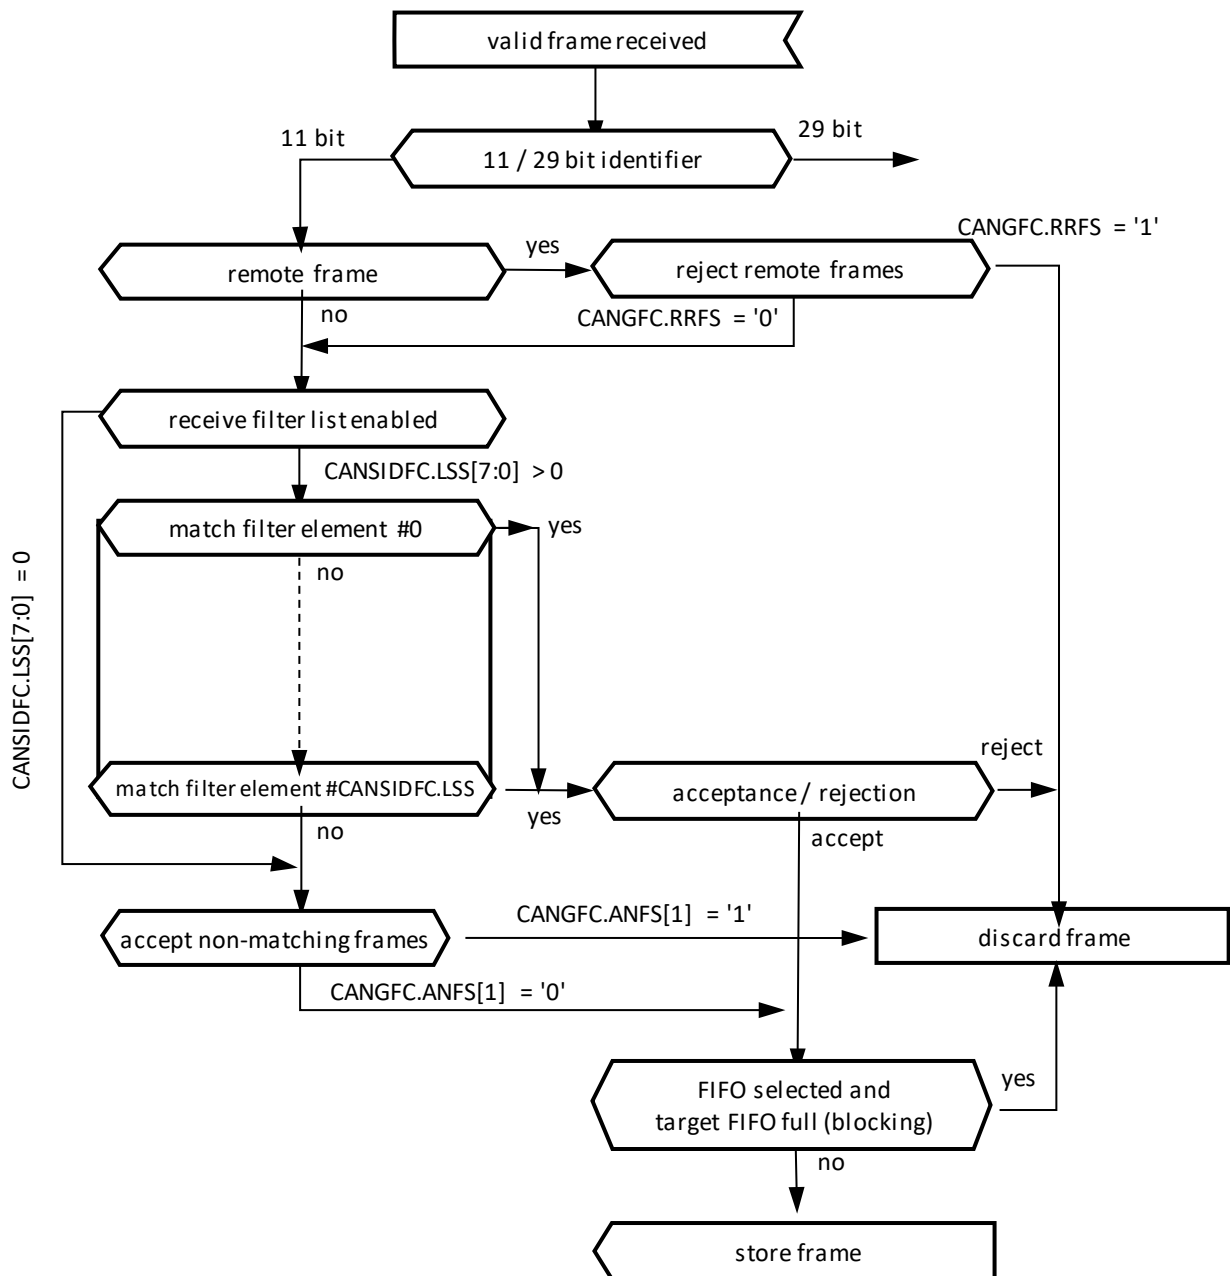 valid frame received
11 bit
29 bit
11 / 29 bit identifier
CANGFC.RRFS = '1'
yes
remote frame
reject remote frames
no
CANGFC.RRFS = '0'
receive filter list enabled
CANSIDFC.LSS[7:0] > 0
match filter element #0
yes
no
CANSIDFC.LSS[7:0] = 0
reject
match filter element #CANSIDFC.LSS
acceptance / rejection
yes
no
accept
CANGFC.ANFS[1] = '1'
accept non-matching frames
discard frame
CANGFC.ANFS[1] = '0'
FIFO selected and
yes
target FIFO full (blocking)
no
store frame